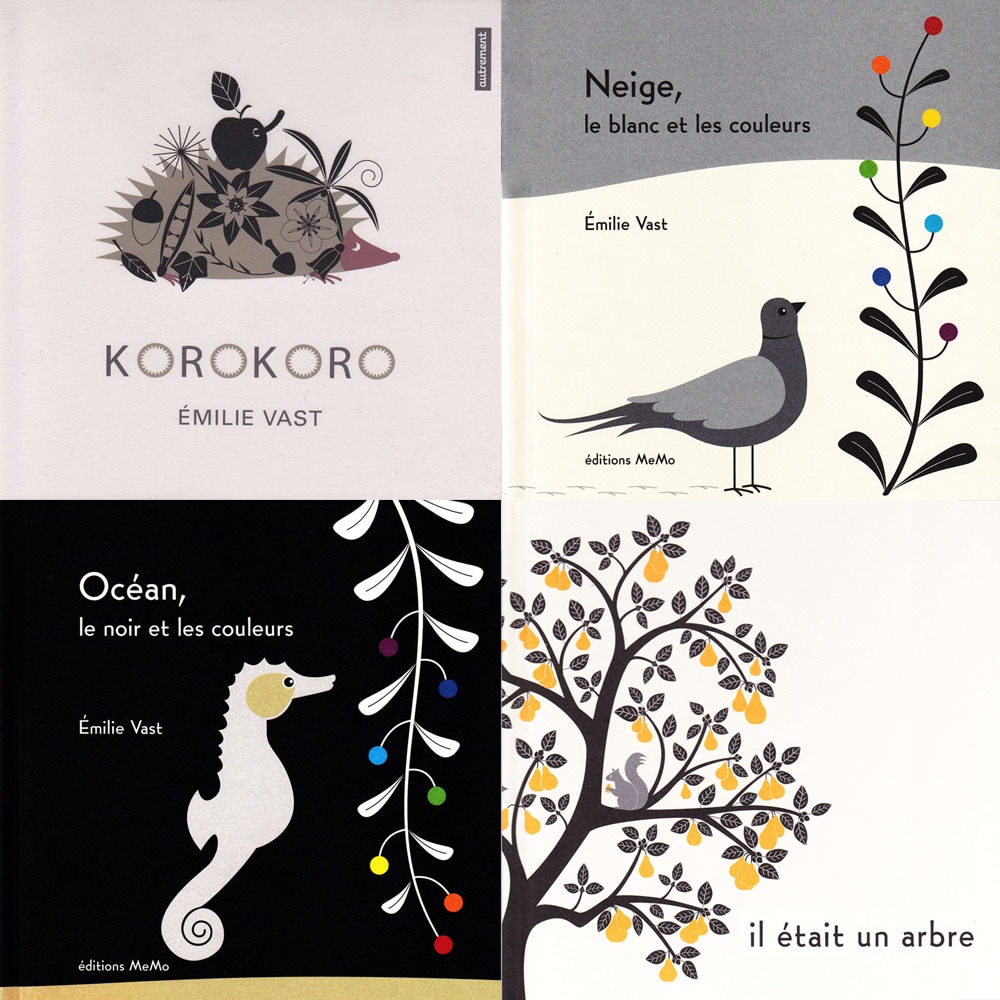 autrement
KOROKORO
ÉMILIE VAST
Neige,
le blanc et les couleurs
Émilie Vast
éditions MeMo
Océan,
le noir et les couleurs
Émilie Vast
éditions MeMo
il était un arbre